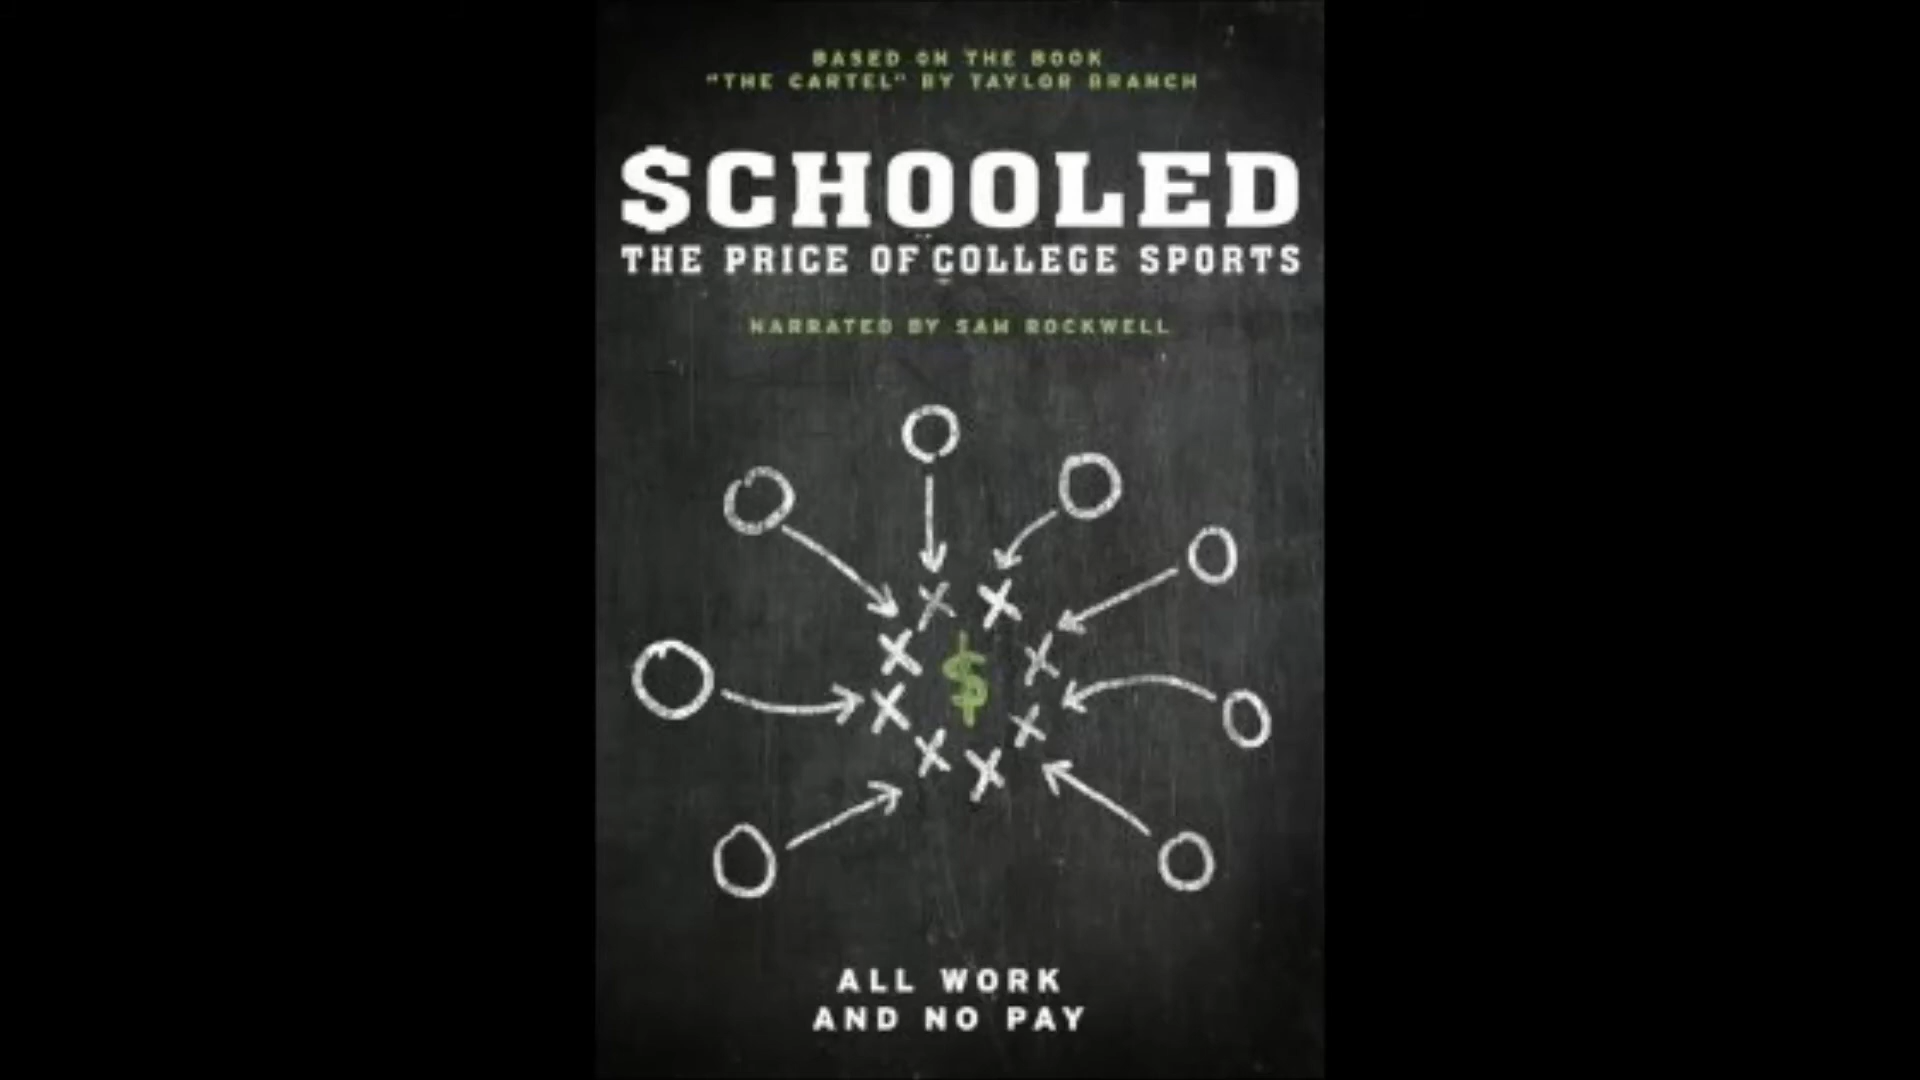 BASED ON THE BOOK
"THE CARTEL" BY TAYLOR BRANCH
$CHOOLED
THE PRICE OF COLLEGE SPORTS
NARRATED BY SAM ROCKWELL
$
ALL WORK
AND NO PAY